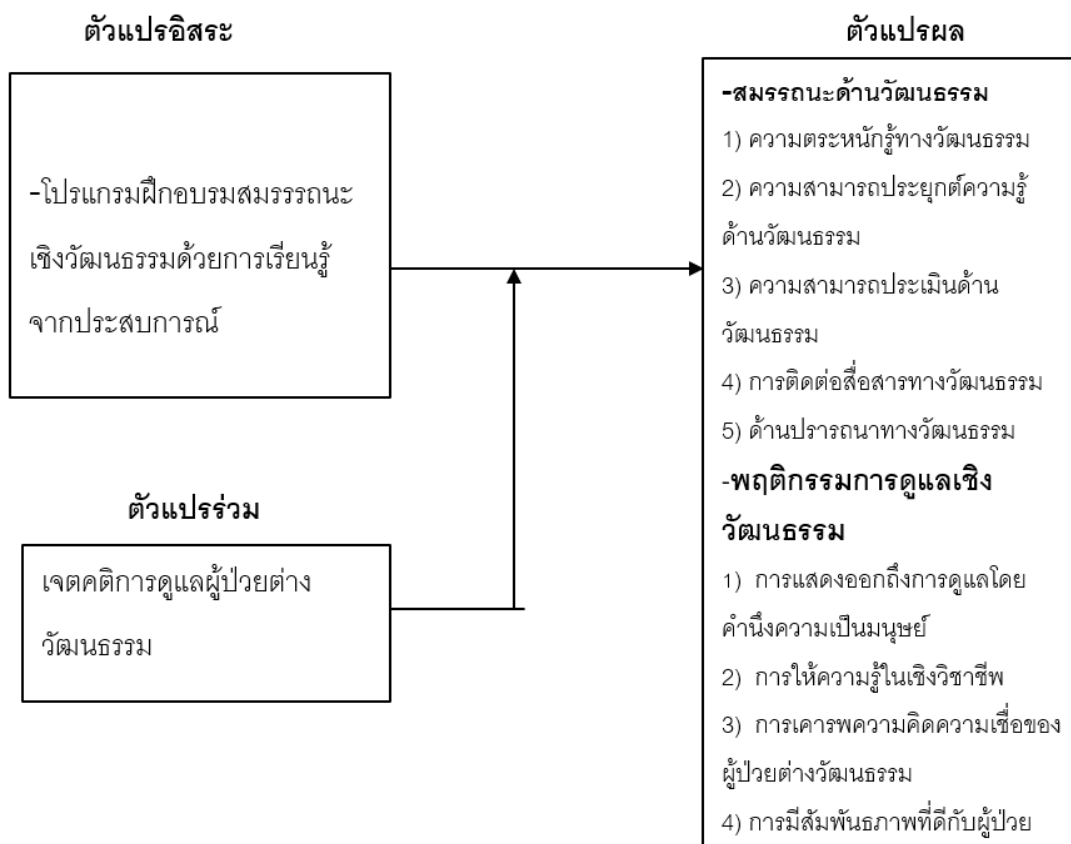 ตัวแปรอิสระ
-โปรแกรมฝึกอบรมสมรรรถนะ
เชิงวัฒนธรรมด้วยการเรียนรู้
จากประสบการณ์
ตัวแปรร่วม
เจตคติการดูแลผู้ป่วยต่าง
วัฒนธรรม
ตัวแปรผล
-สมรรถนะด้านวัฒนธรรม
1) ความตระหนักรู้ทางวัฒนธรรม
2) ความสามารถประยุกต์ความรู้
ด้านวัฒนธรรม
3) ความสามารถประเมินด้าน
วัฒนธรรม
4) การติดต่อสื่อสารทางวัฒนธรรม
5) ด้านปรารถนาทางวัฒนธรรม
-พฤติกรรมการดูแลเชิง
วัฒนธรรม
1) การแสดงออกถึงการดูแลโดย
คำนึงความเป็นมนุษย์
2) การให้ความรู้ในเชิงวิชาชีพ
3) การเคารพความคิดความเชื่อของ
ผู้ป่วยต่างวัฒนธรรม
4) การมีสัมพันธภาพที่ดีกับผู้ป่วย